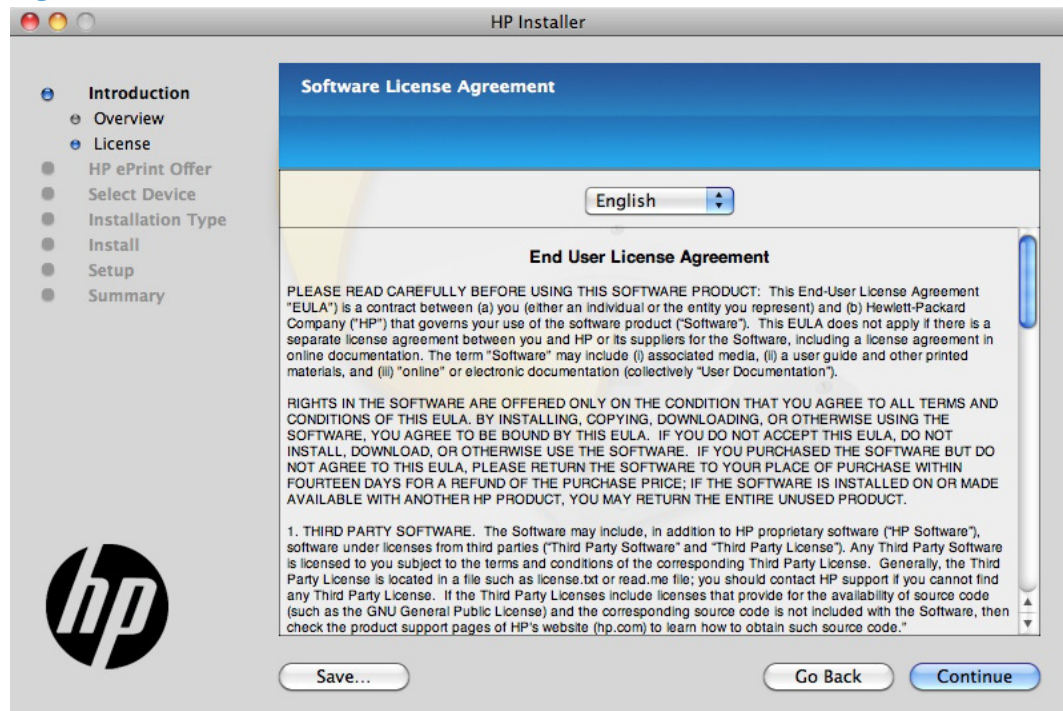 HP Installer
Introduction
Overview
License
HP ePrint Offer
Select Device
Installation Type
Install
Setup
Summary
Software License Agreement
English
End User License Agreement
PLEASE READ CAREFULLY BEFORE USING THIS SOFTWARE PRODUCT: This End-User License Agreement
"EULA") is a contract between (a) you (either an individual or the entity you represent) and (b) Hewlett-Packard
Company ("HP") that governs your use of the software product ("Software"). This EULA does not apply if there is a
separate license agreement between you and HP or its suppliers for the Software, including a license agreement in
online documentation. The term "Software" may include (i) associated media, (ii) a user guide and other printed
materials, and (iii) "online" or electronic documentation (collectively "User Documentation").
RIGHTS IN THE SOFTWARE ARE OFFERED ONLY ON THE CONDITION THAT YOU AGREE TO ALL TERMS AND
CONDITIONS OF THIS EULA. BY INSTALLING, COPYING, DOWNLOADING, OR OTHERWISE USING THE
SOFTWARE, YOU AGREE TO BE BOUND BY THIS EULA. IF YOU DO NOT ACCEPT THIS EULA, DO NOT
INSTALL, DOWNLOAD, OR OTHERWISE USE THE SOFTWARE. IF YOU PURCHASED THE SOFTWARE BUT DO
NOT AGREE TO THIS EULA, PLEASE RETURN THE SOFTWARE TO YOUR PLACE OF PURCHASE WITHIN
FOURTEEN DAYS FOR A REFUND OF THE PURCHASE PRICE; IF THE SOFTWARE IS INSTALLED ON OR MADE
AVAILABLE WITH ANOTHER HP PRODUCT, YOU MAY RETURN THE ENTIRE UNUSED PRODUCT.
1. THIRD PARTY SOFTWARE. The Software may include, in addition to HP proprietary software ("HP Software"),
software under licenses from third parties ("Third Party Software" and "Third Party License"). Any Third Party Software
is licensed to you subject to the terms and conditions of the corresponding Third Party License. Generally, the Third
Party License is located in a file such as license.txt or read.me file; you should contact HP support if you cannot find
any Third Party License. If the Third Party Licenses include licenses that provide for the availability of source code
(such as the GNU General Public License) and the corresponding source code is not included with the Software, then
check the product support pages of HP's website (hp.com) to learn how to obtain such source code."
hp
Save...
Go Back
Continue